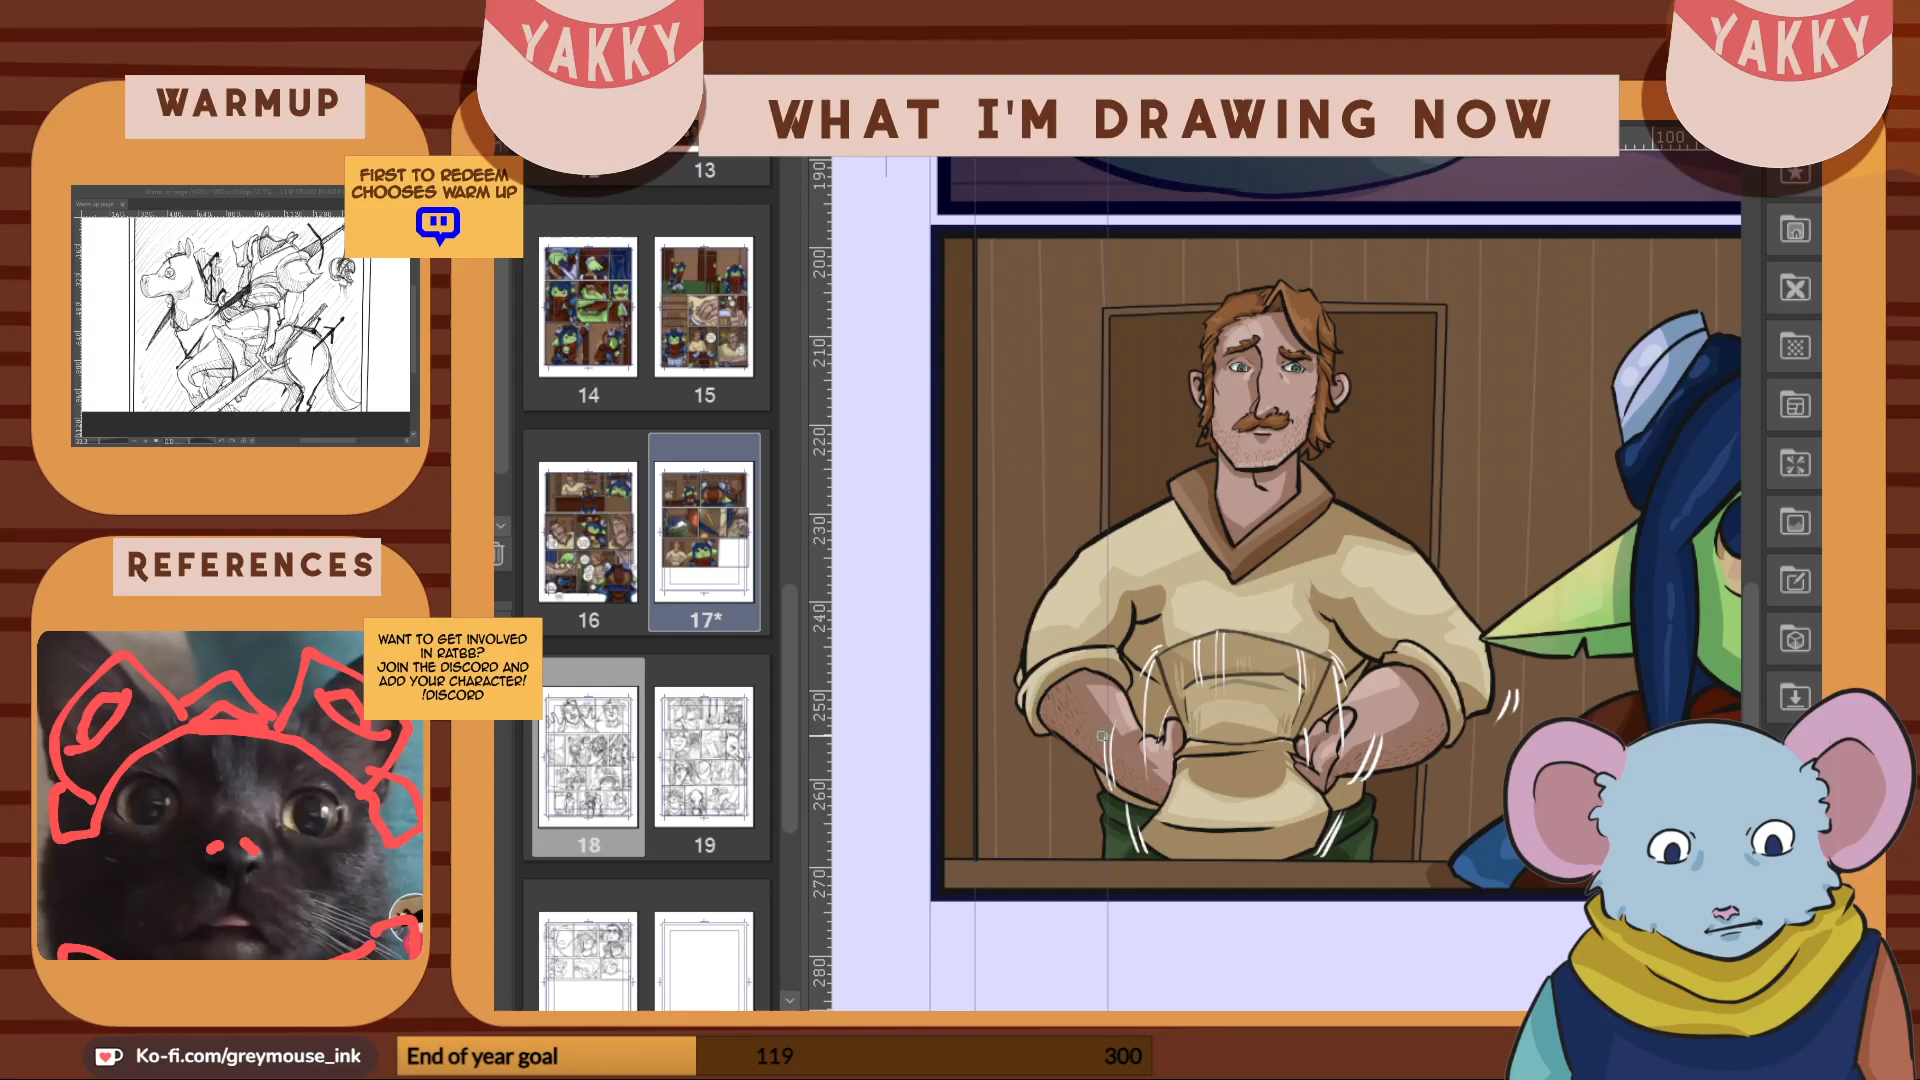 YAKKY
YAKKY
WARMUP
WHAT I'M DRAWING NOW
FIRST TO REDEEM
CHOOSES WARM UP
REFERENCES
WANT TO GET INVOLVED
IN RAT88?
JOIN THE DISCORD AND
ADD YOUR CHARACTER!
!DISCORD
13
14
15
16
17*
18
19
100
190
200
210
220
230
240
250
260
270
280
Ko-fi.com/greymouse_ink
End of year goal
119
300